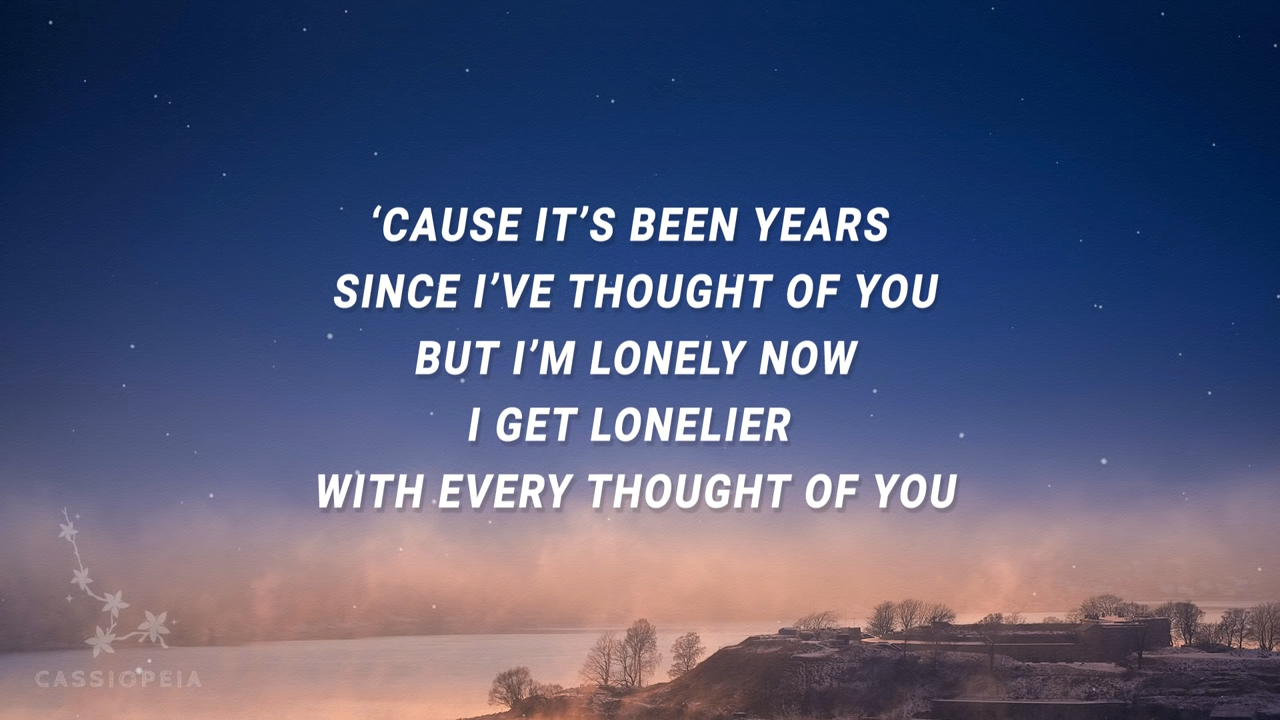 ‘CAUSE IT’S BEEN YEARS
SINCE I’VE THOUGHT OF YOU
BUT I’M LONELY NOW
I GET LONELIER
WITH EVERY THOUGHT OF YOU
CASSIOPEIA